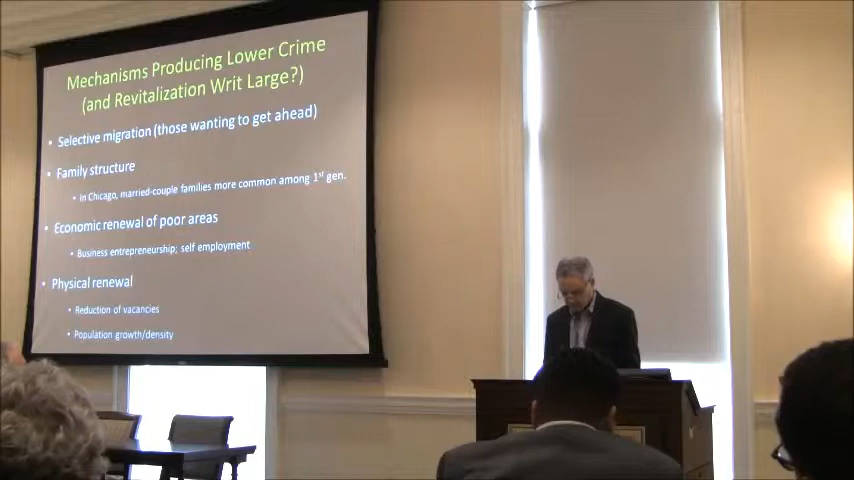 Mechanisms Producing Lower Crime
(and Revitalization Writ Large?)
• Selective migration (those wanting to get ahead)
• Family structure
• In Chicago, married-couple families more common among 1st gen.
• Economic renewal of poor areas
• Business entrepreneurship; self employment
• Physical renewal
• Reduction of vacancies
• Population growth/density